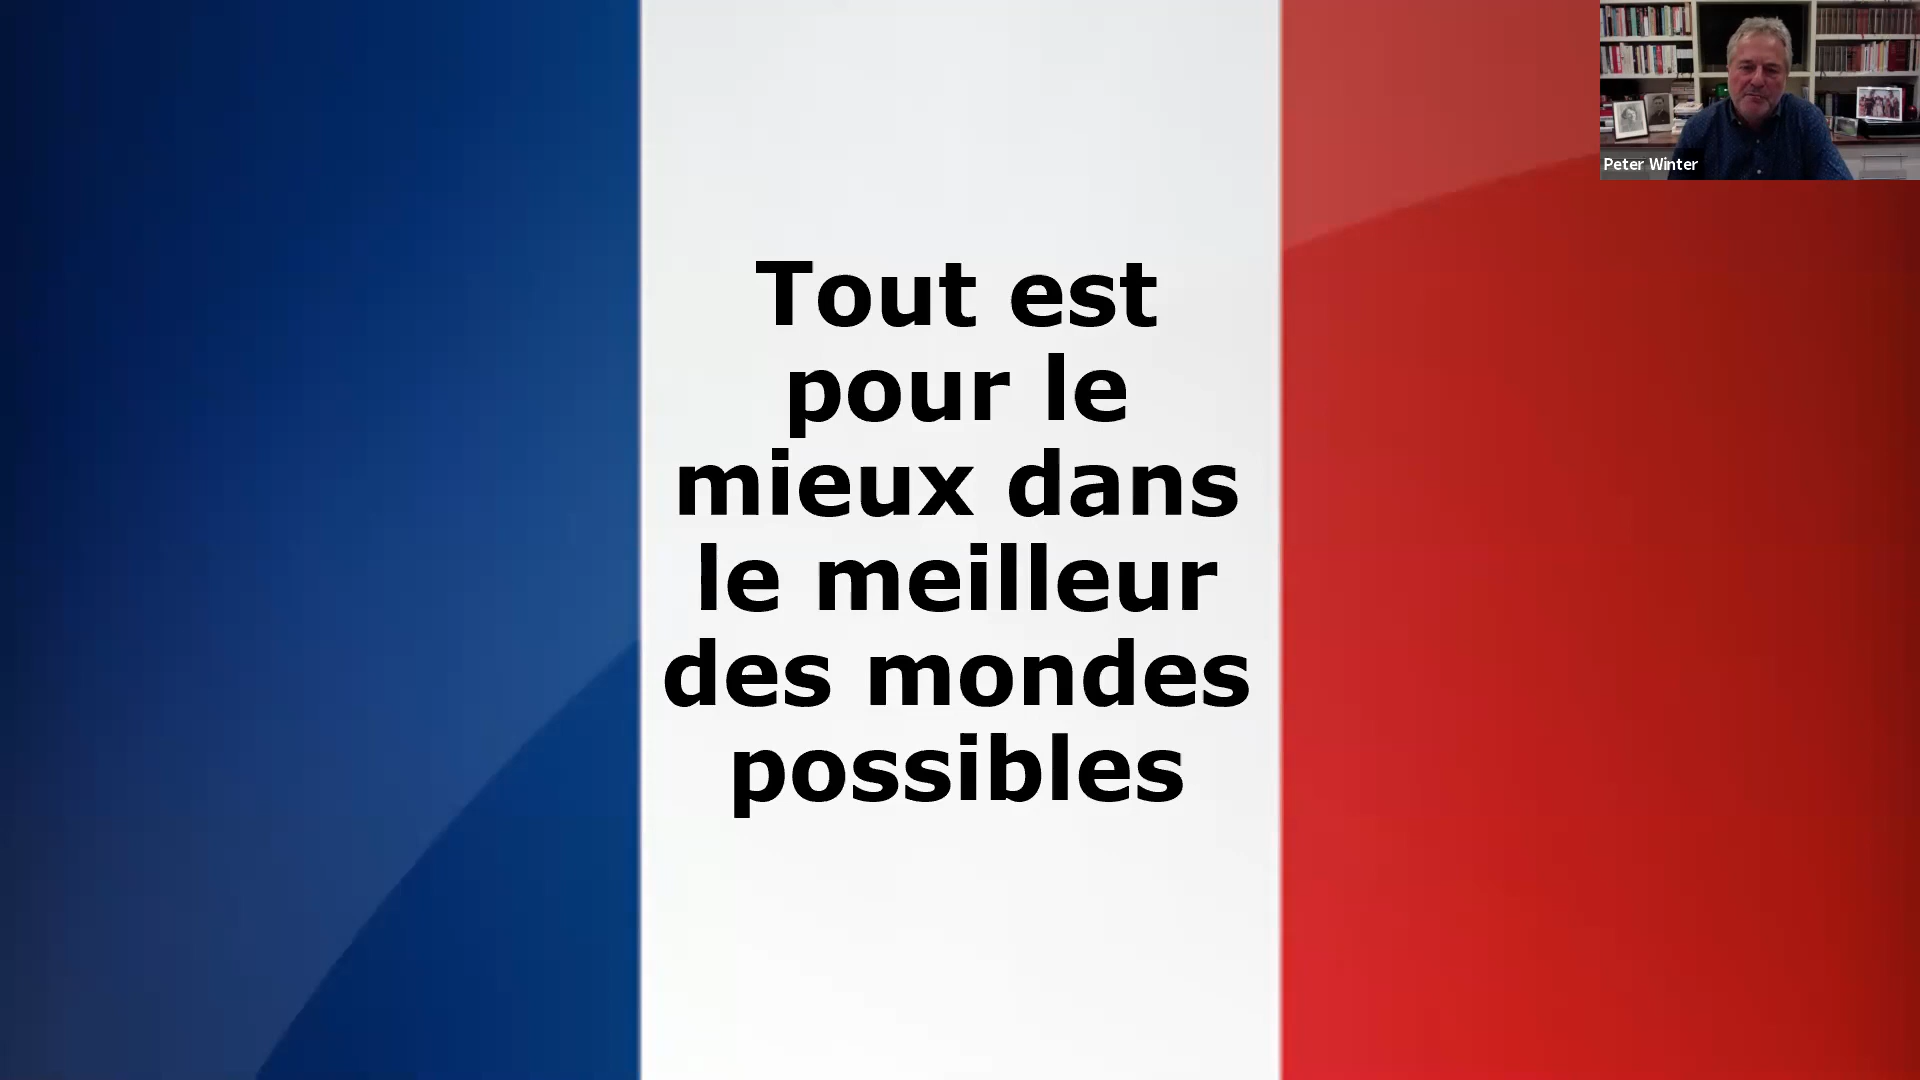 Tout est
pour le
mieux dans
le meilleur
des mondes
possibles
Peter Winter